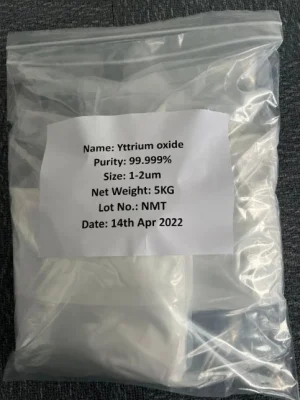 Name: Yttrium oxide
Purity: 99.999%
Size: 1-2um
Net Weight: 5KG
Lot No.: NMT
Date: 14th Apr 2022